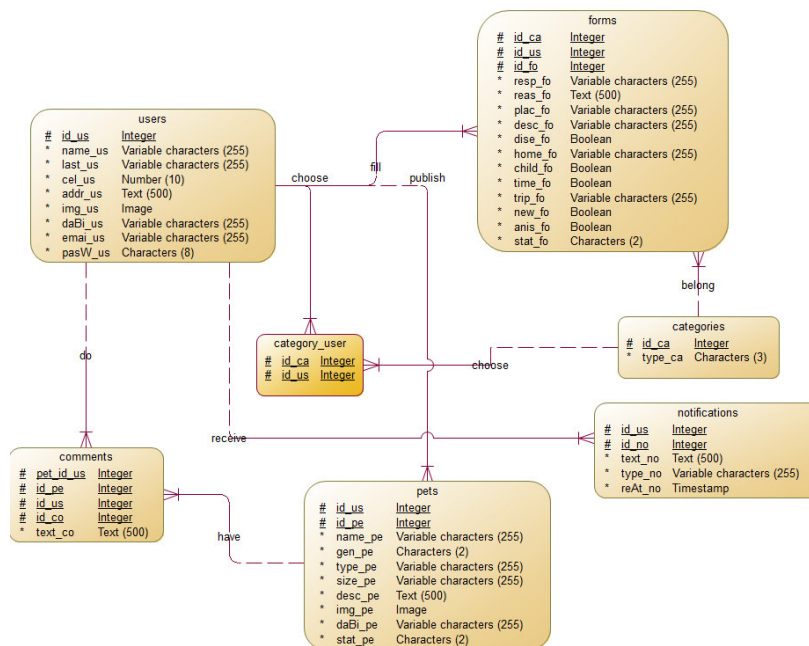 forms
# id_ca Integer
# id_us Integer
# id_fo Integer
* resp_fo Variable characters (255)
* reas_fo Text (500)
* plac_fo Variable characters (255)
* desc_fo Variable characters (255)
* dise_fo Boolean
* home_fo Variable characters (255)
* child_fo Boolean
* time_fo Boolean
* trip_fo Variable characters (255)
* new_fo Boolean
* anis_fo Boolean
* stat_fo Characters (2)
users
# id_us Integer
* name_us Variable characters (255)
* last_us Variable characters (255)
* cel_us Number (10)
* addr_us Text (500)
* img_us Image
* daBi_us Variable characters (255)
* emai_us Variable characters (255)
* pasW_us Characters (8)
choose
fill
publish
belong
categories
# id_ca Integer
* type_ca Characters (3)
category_user
# id_ca Integer
# id_us Integer
choose
do
receive
notifications
# id_us Integer
# id_no Integer
* text_no Text (500)
* type_no Variable characters (255)
* reAt_no Timestamp
comments
# pet_id_us Integer
# id_pe Integer
# id_us Integer
# id_co Integer
* text_co Text (500)
have
pets
# id_us Integer
# id_pe Integer
* name_pe Variable characters (255)
* gen_pe Characters (2)
* type_pe Variable characters (255)
* size_pe Variable characters (255)
* desc_pe Text (500)
* img_pe Image
* daBi_pe Variable characters (255)
* stat_pe Characters (2)